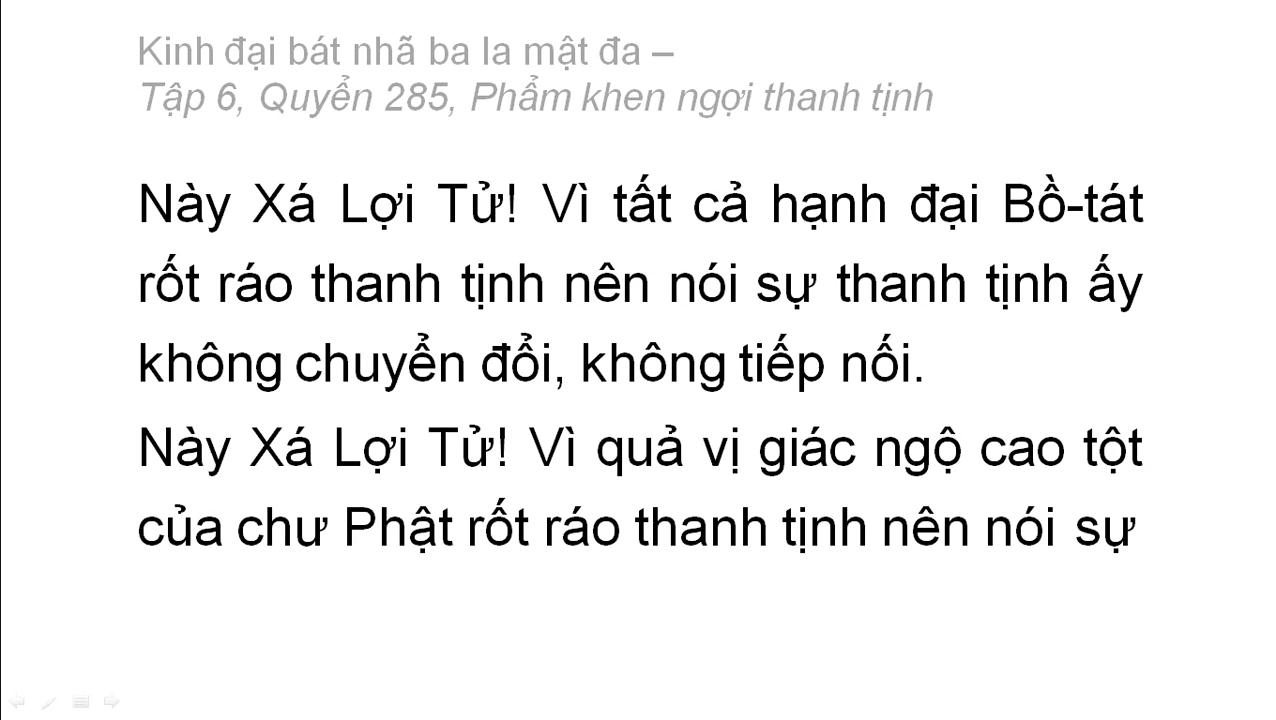 Kinh đại bát nhã ba la mật đa –
Tập 6, Quyển 285, Phẩm khen ngợi thanh tịnh
Này Xá Lợi Tử! Vì tất cả hạnh đại Bồ-tát
rốt ráo thanh tịnh nên nói sự thanh tịnh ấy
không chuyển đổi, không tiếp nối.
Này Xá Lợi Tử! Vì quả vị giác ngộ cao tột
của chư Phật rốt ráo thanh tịnh nên nói sự